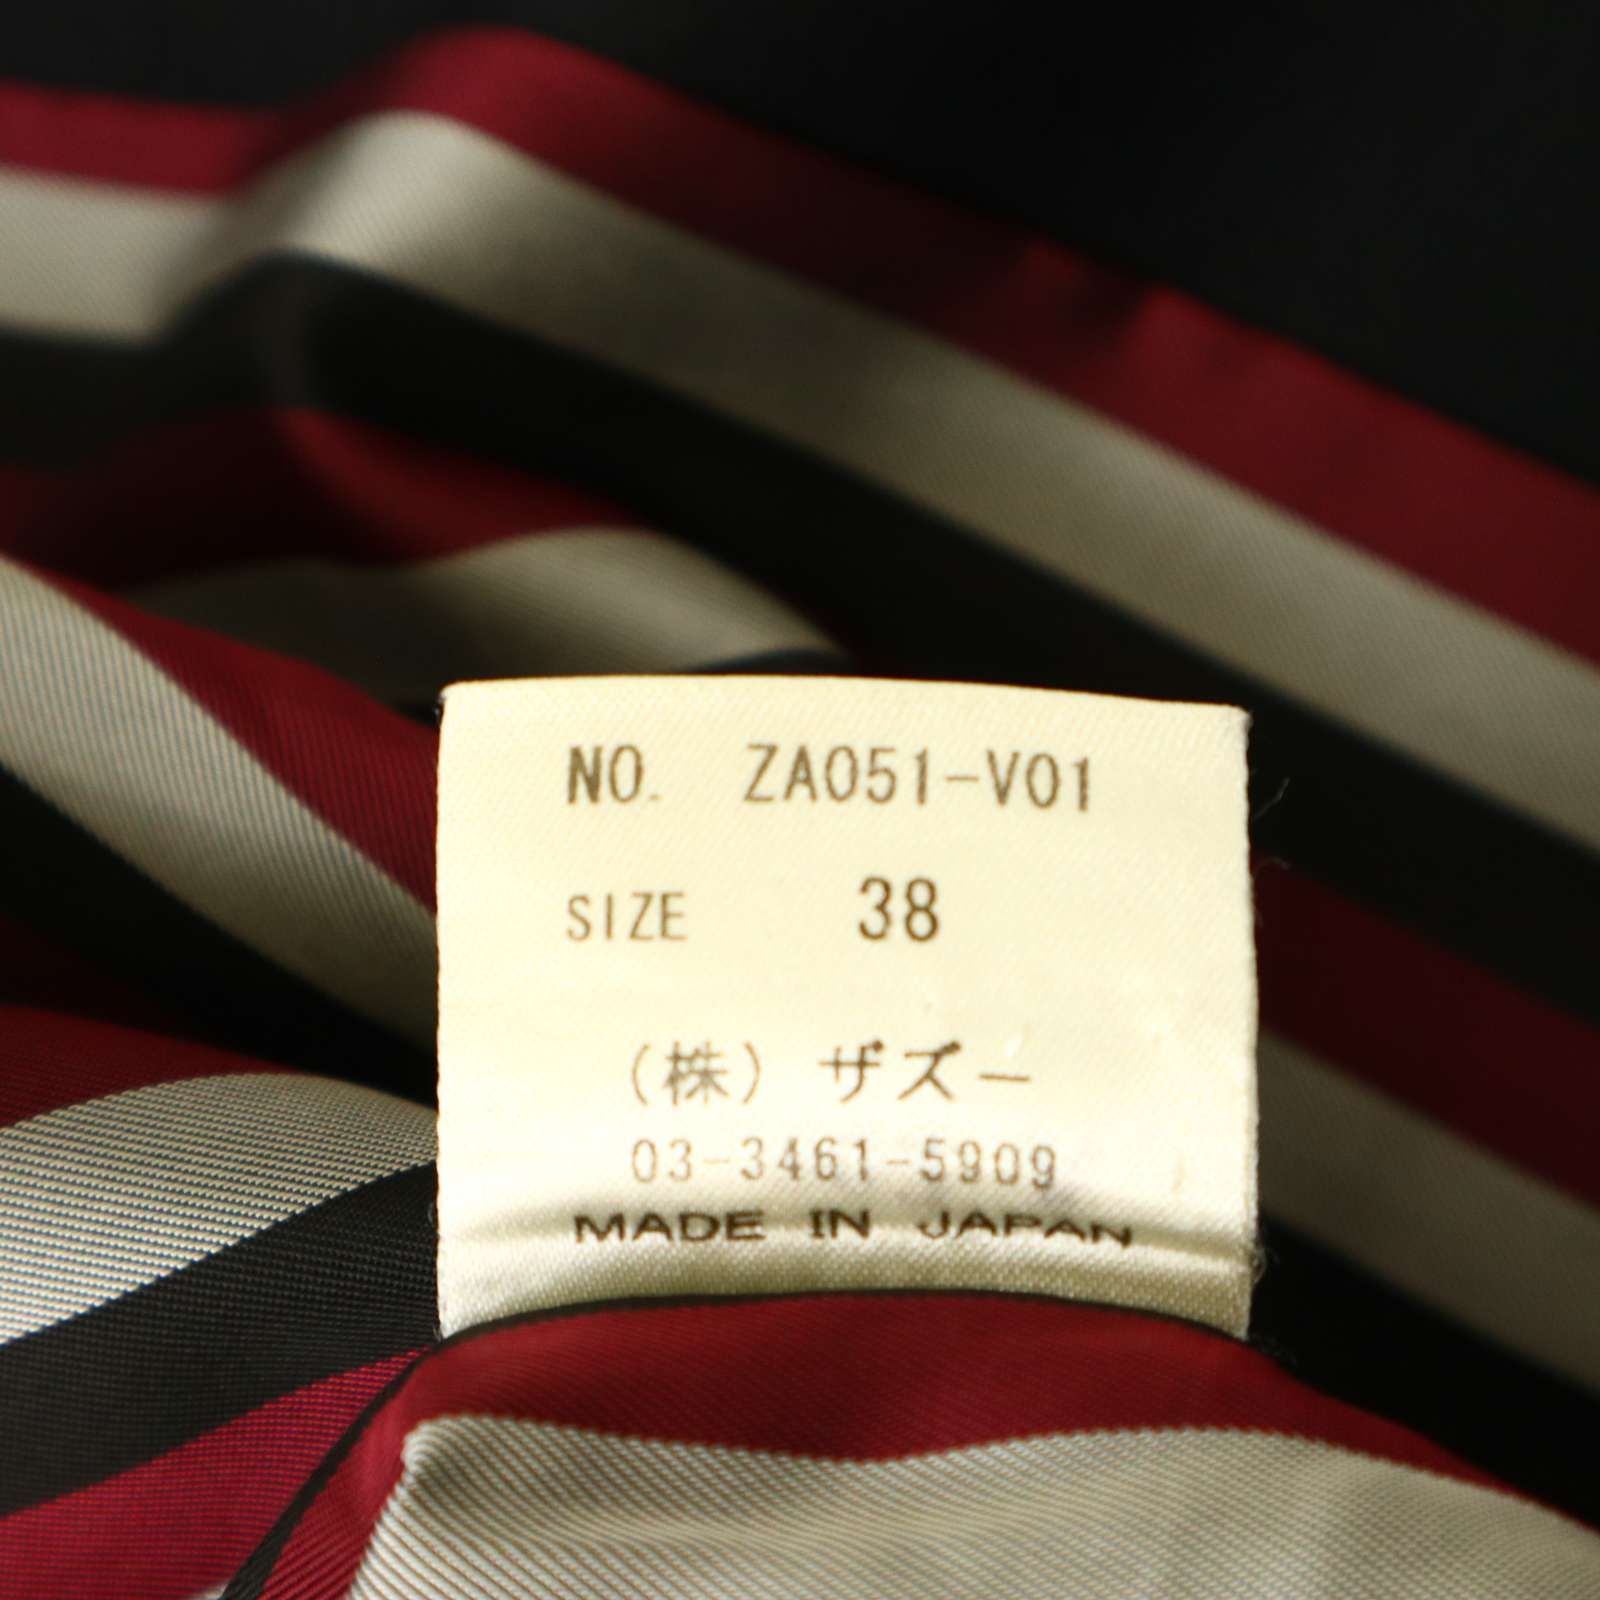 NO. ZA051-V01
SIZE 38
(株) ザズー
03-3461-5909
MADE IN JAPAN